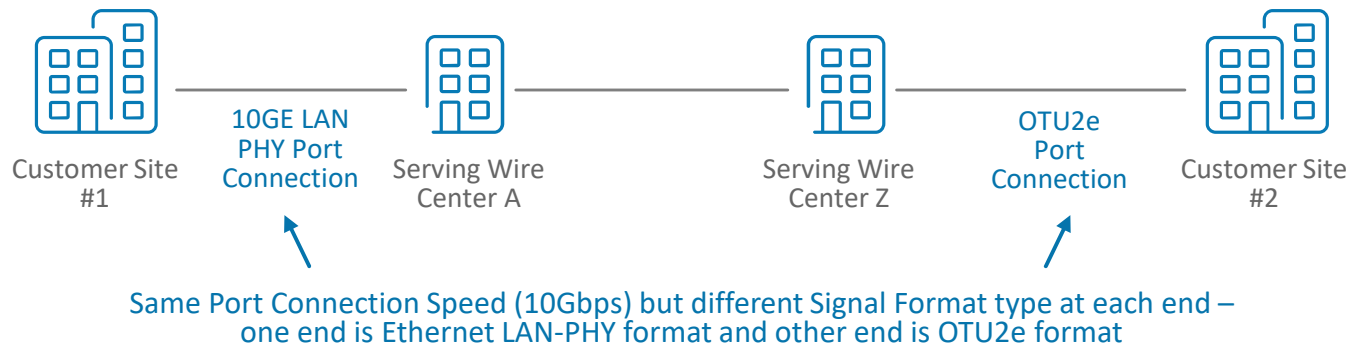 10GE LAN
PHY Port
Connection
OTU2e
Port
Connection
Customer Site
#1
Serving Wire
Center A
Serving Wire
Center Z
Customer Site
#2
Same Port Connection Speed (10Gbps) but different Signal Format type at each end –
one end is Ethernet LAN-PHY format and other end is OTU2e format